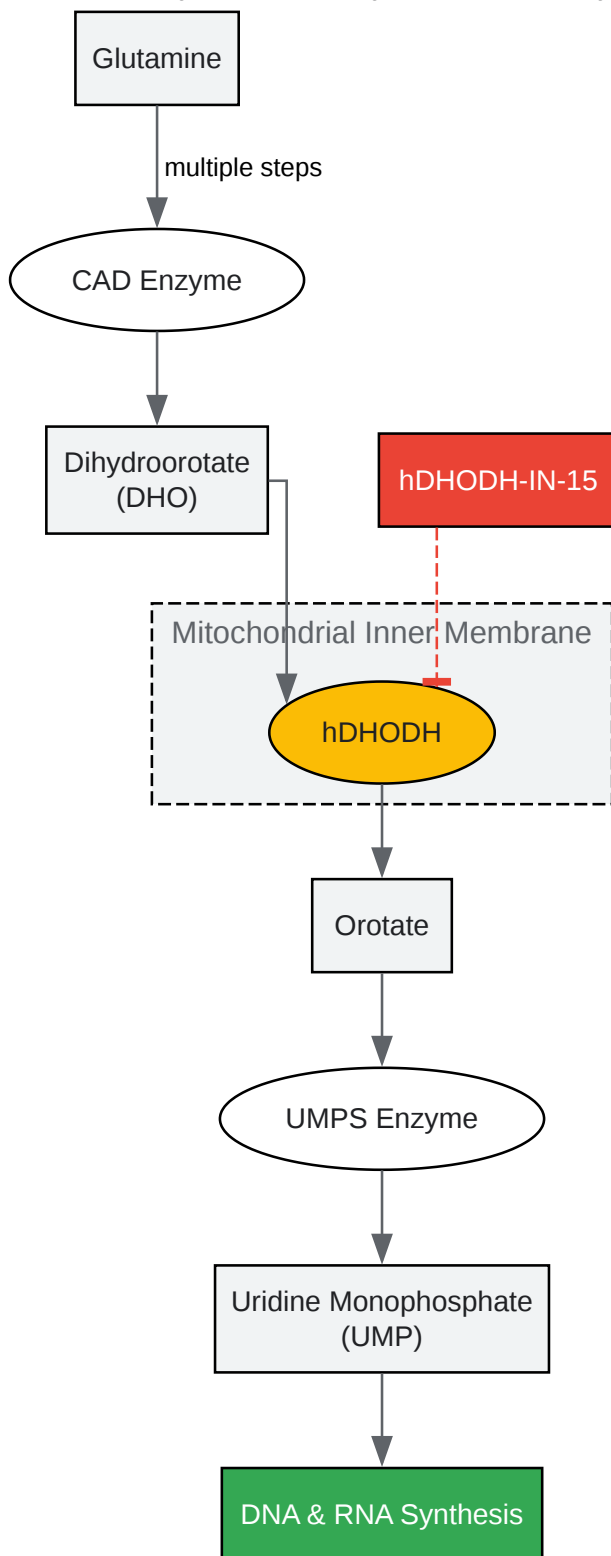 Glutamine
multiple steps
CAD Enzyme
Dihydroorotate
(DHO)
hDHODH-IN-15
Mitochondrial Inner Membrane
hDHODH
Orotate
UMPS Enzyme
Uridine Monophosphate
(UMP)
DNA & RNA Synthesis